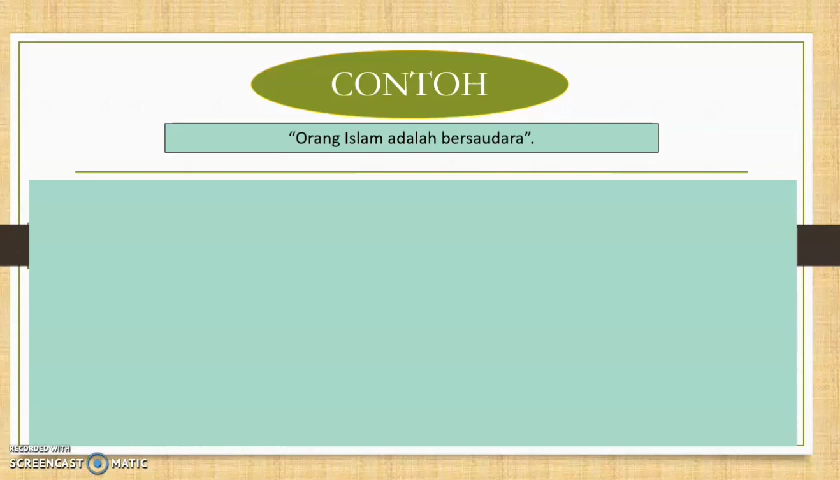 CONTOH
“Orang Islam adalah bersaudara”.
RECORDED WITH
SCREENCAST MATIC